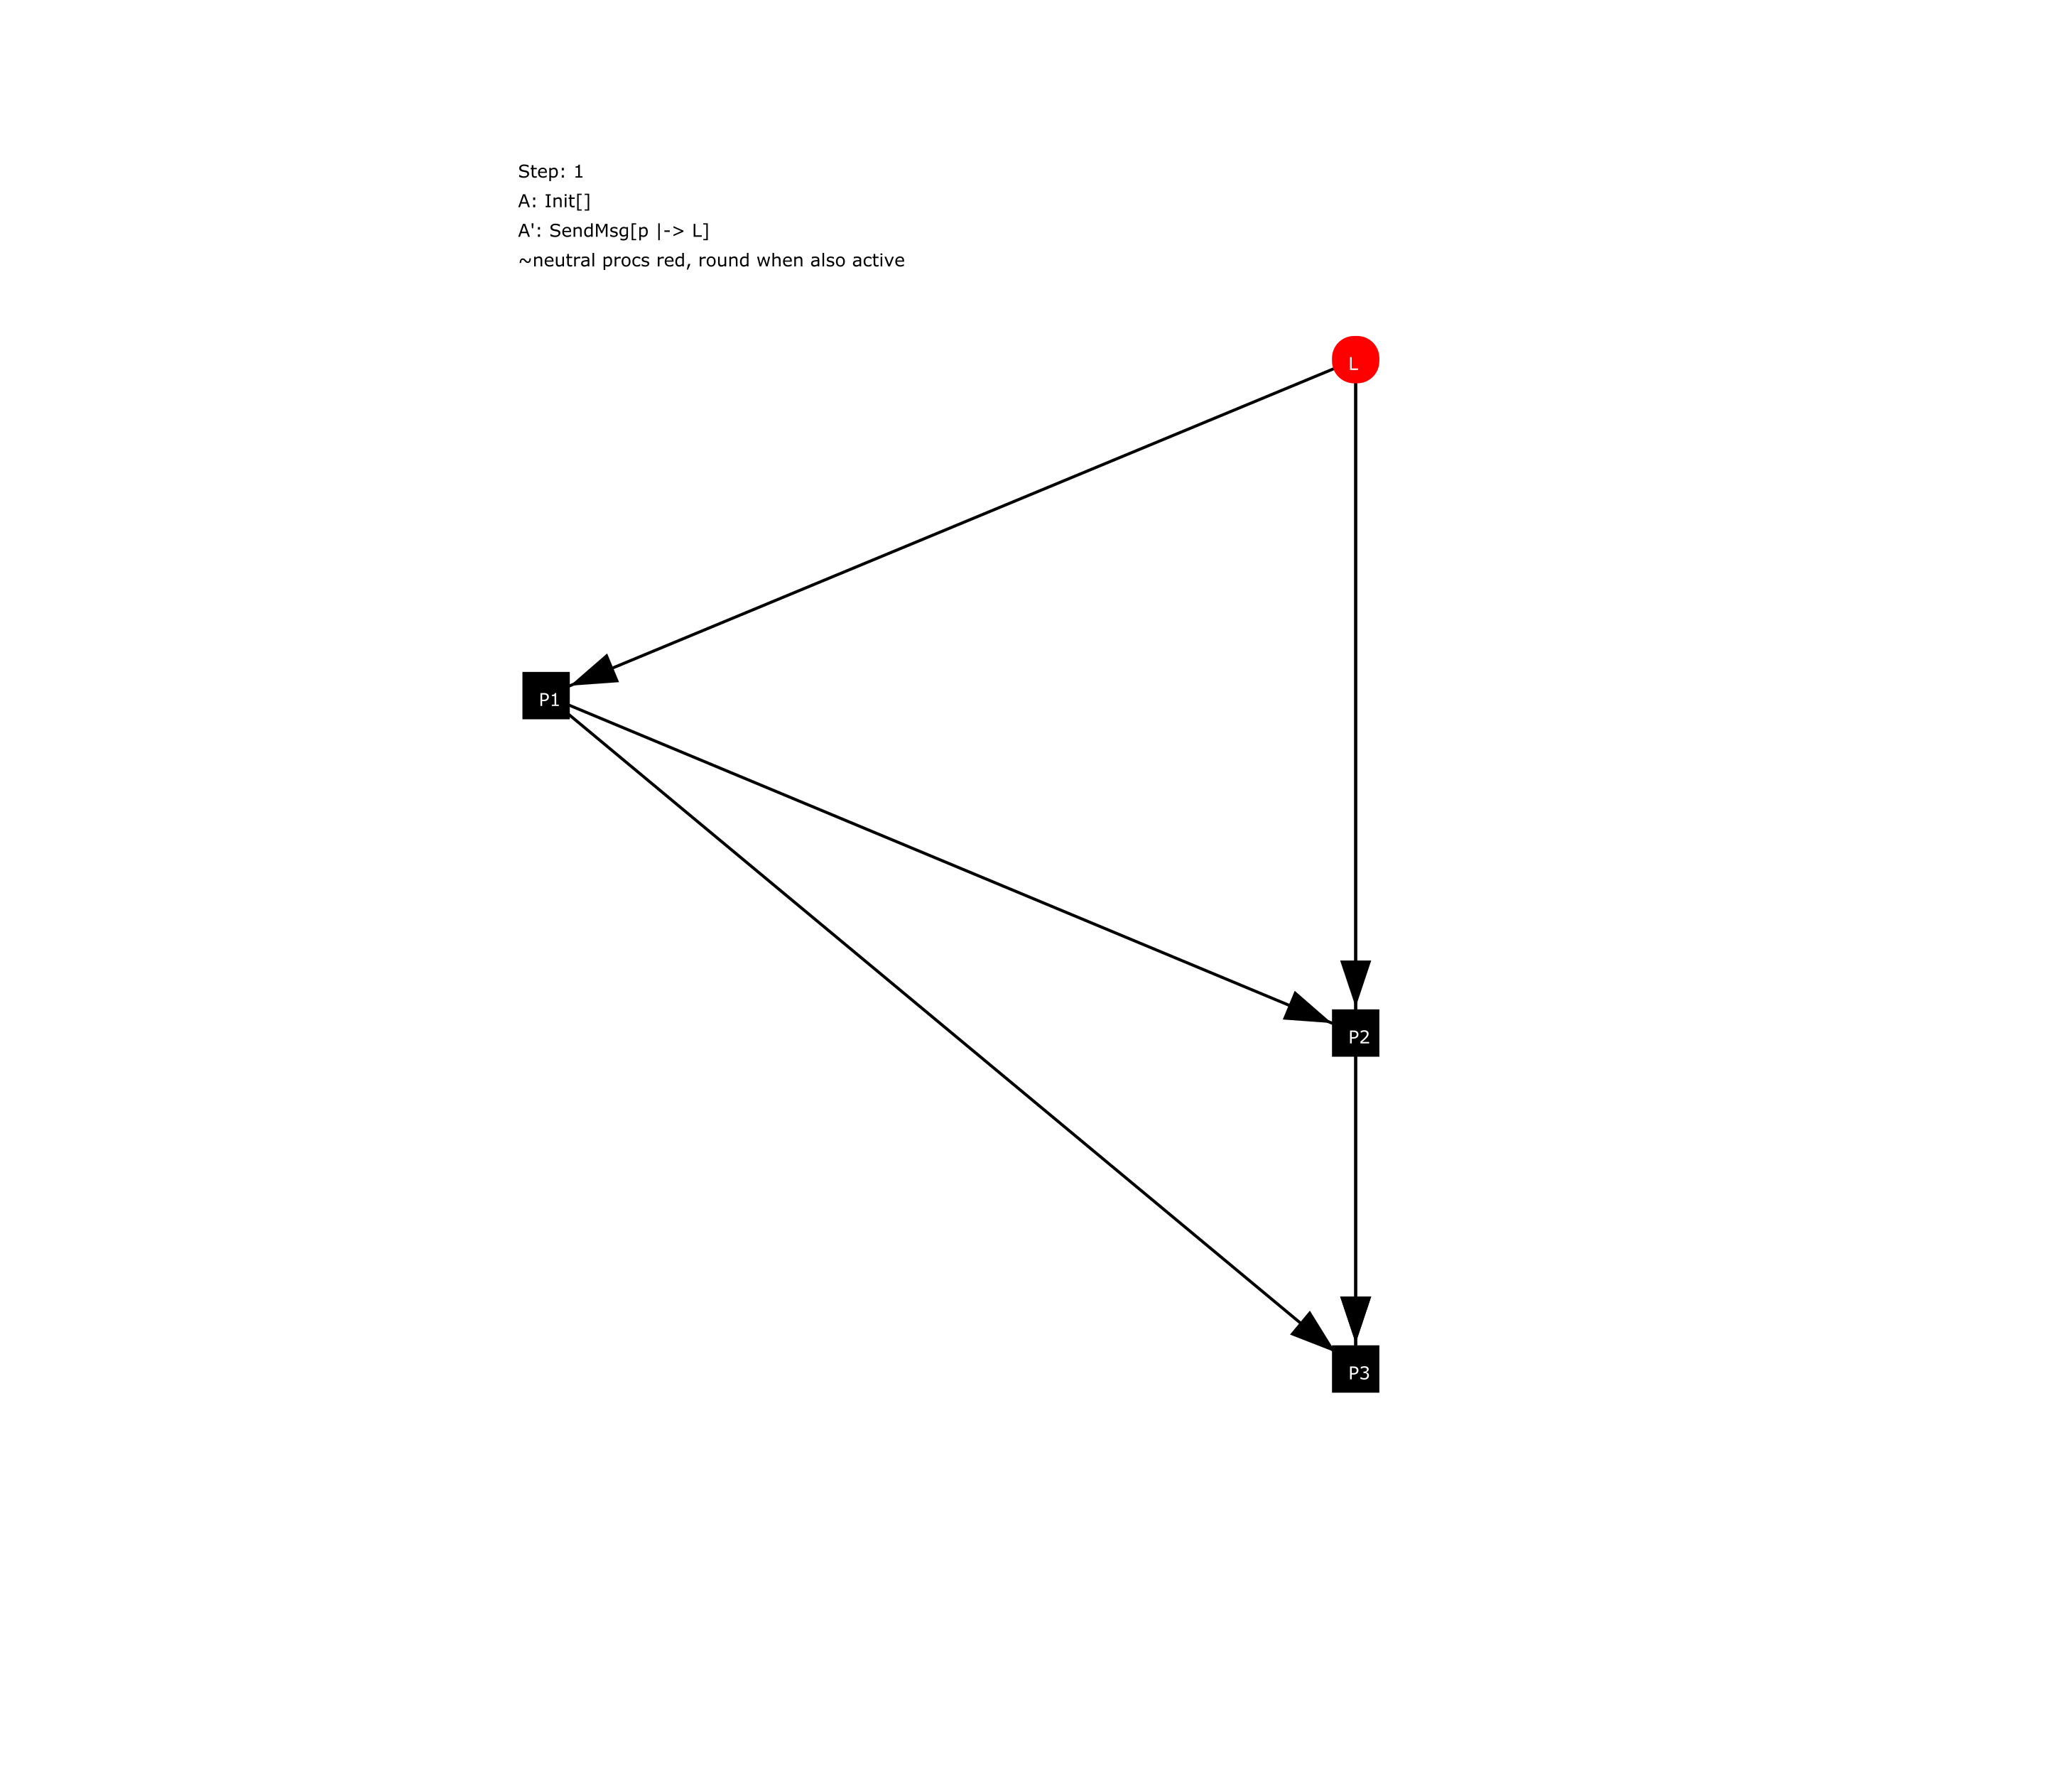 Step: 1
A: Init[]
A': SendMsg[p |-> L]
~neutral procs red, round when also active
L
P1
P2
P3